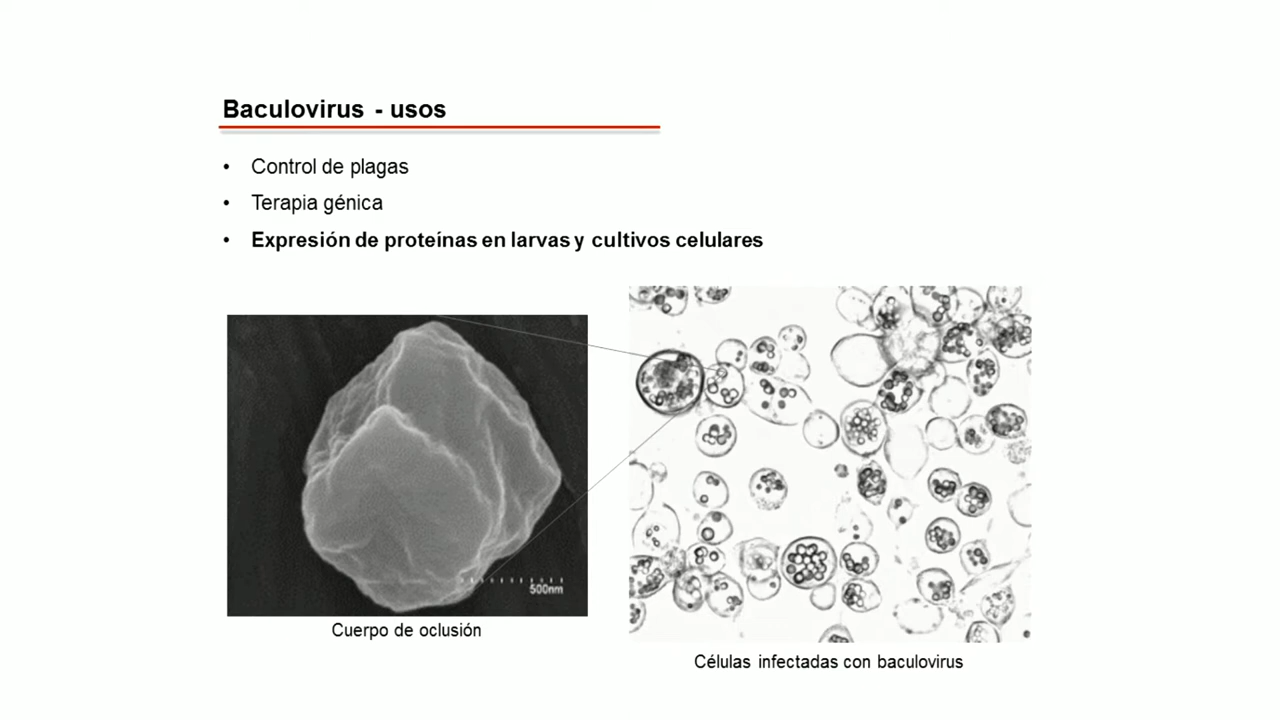 Baculovirus - usos
• Control de plagas
• Terapia génica
• Expresión de proteínas en larvas y cultivos celulares
500nm
Cuerpo de oclusión
Células infectadas con baculovirus